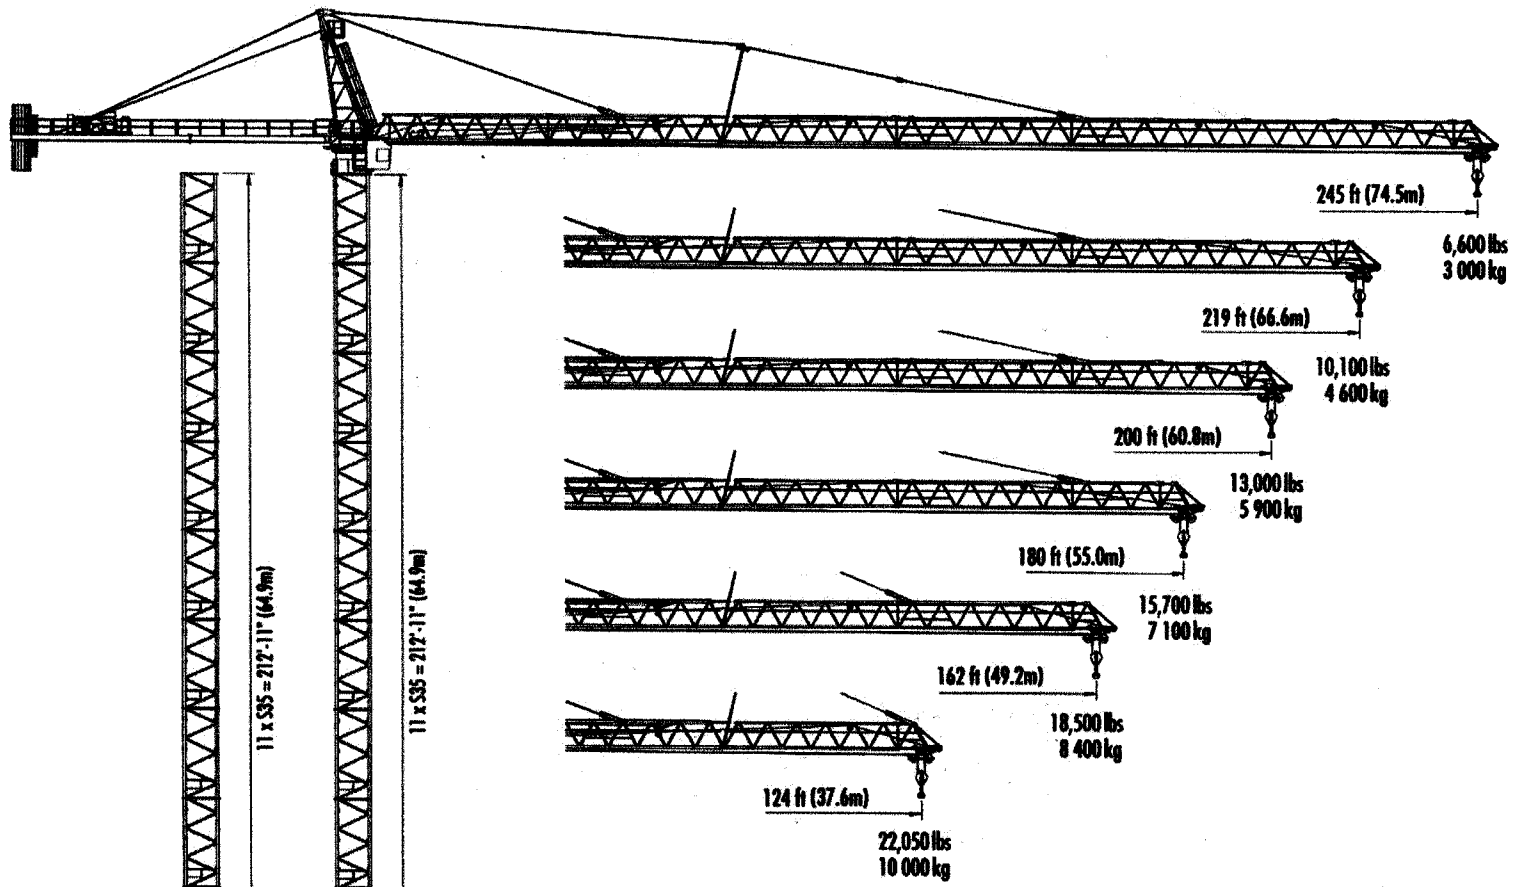 245 ft (74.5m)
6,600 lbs
3 000 kg
219 ft (66.6m)
10,100 lbs
4 600 kg
200 ft (60.8m)
13,000 lbs
5 900 kg
180 ft (55.0m)
15,700 lbs
7 100 kg
162 ft (49.2m)
18,500 lbs
8 400 kg
124 ft (37.6m)
22,050 lbs
10 000 kg
11 x S35 = 212'-11" (64.9m)
11 x S35 = 212'-11" (64.9m)